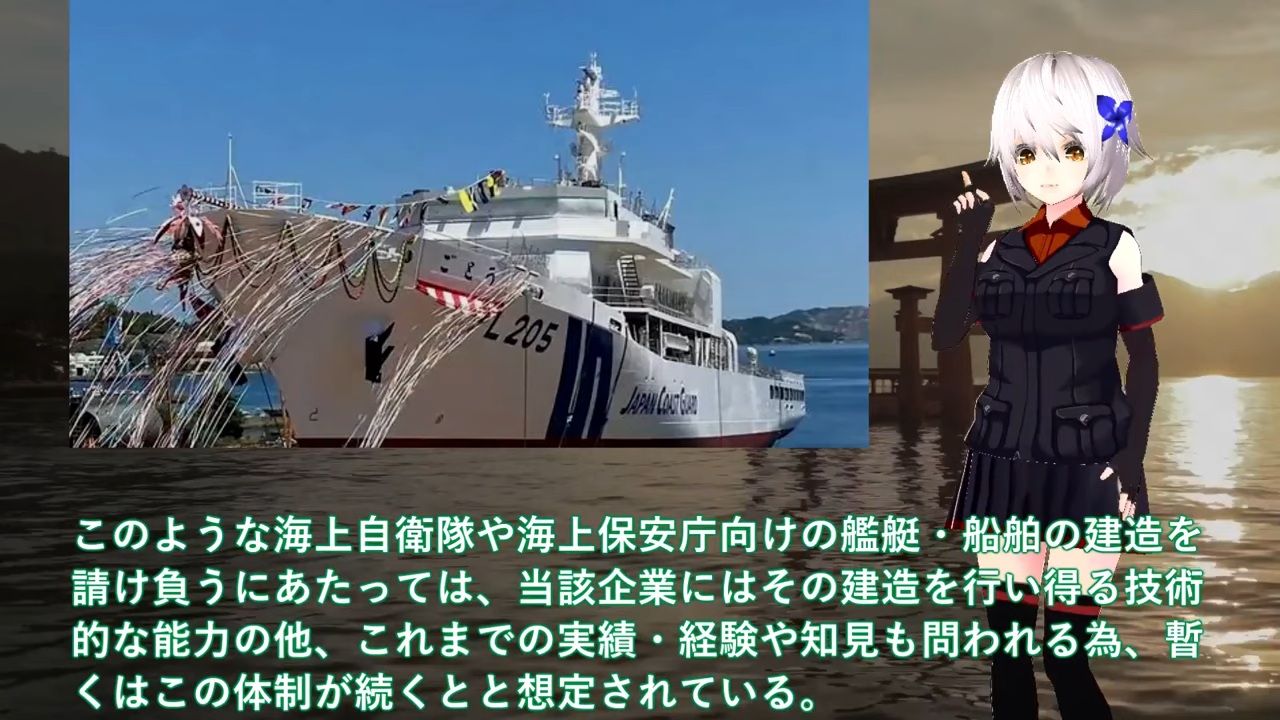 ごとう
L 205
JAPAN COAST GUARD
このような海上自衛隊や海上保安庁向けの艦艇・船舶の建造を
請け負うにあたっては、当該企業にはその建造を行い得る技術
的な能力の他、これまでの実績・経験や知見も問われる為、暫
くはこの体制が続くとと想定されている。